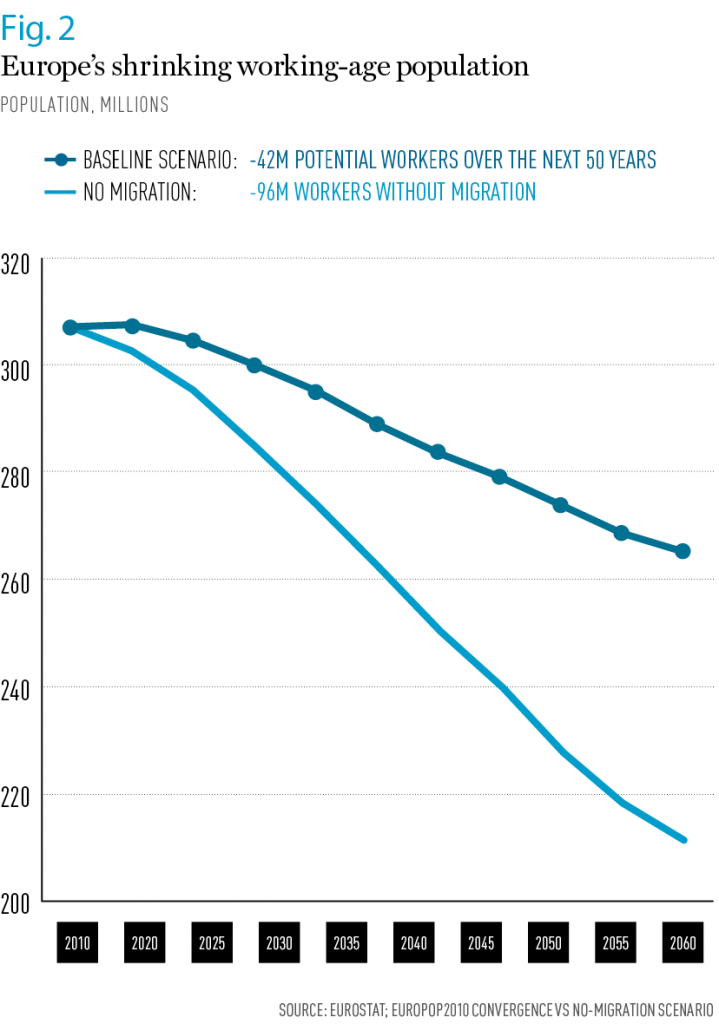 Fig. 2
Europe's shrinking working-age population
POPULATION, MILLIONS
BASELINE SCENARIO: -42M POTENTIAL WORKERS OVER THE NEXT 50 YEARS
NO MIGRATION: -96M WORKERS WITHOUT MIGRATION
320
300
280
260
240
220
200
2010 2020 2025 2030 2035 2040 2045 2050 2055 2060
SOURCE: EUROSTAT; EUROPOP2010 CONVERGENCE VS NO-MIGRATION SCENARIO